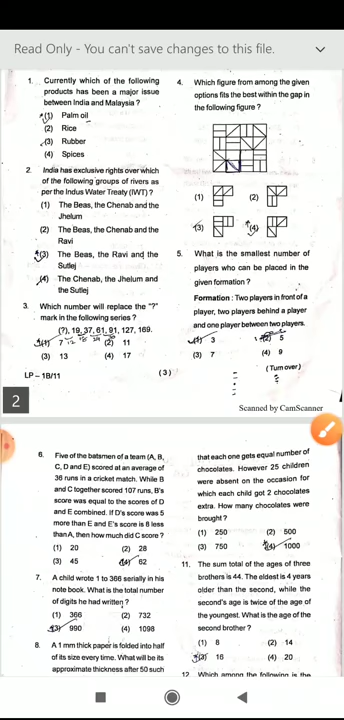 Read Only - You can't save changes to this file.
1. Currently which of the following
products has been a major issue
between India and Malaysia ?
(1) Palm oil
(2) Rice
(3) Rubber
(4) Spices
2. India has exclusive rights over which
of the following groups of rivers as
per the Indus Water Treaty (IWT) ?
(1) The Beas, the Chenab and the
Jhelum
(2) The Beas, the Chenab and the
Ravi
(3) The Beas, the Ravi and the
Sutlej
(4) The Chenab, the Jhelum and
the Sutlej
3. Which number will replace the "?"
mark in the following series ?
(?), 19, 37, 61, 91, 127, 169.
(1) 7 (2) 11
(3) 13 (4) 17
LP – 1B/11 (3)
4. Which figure from among the given
options fits the best within the gap in
the following figure ?
(1) (2)
(3) (4)
5. What is the smallest number of
players who can be placed in the
given formation ?
Formation : Two players in front of a
player, two players behind a player
and one player between two players.
(1) 3 (2) 5
(3) 7 (4) 9
(Turn over)
2
Scanned by CamScanner
6. Five of the batsmen of a team (A, B,
C, D and E) scored at an average of
36 runs in a cricket match. While B
and C together scored 107 runs, B's
score was equal to the scores of D
and E combined. If D's score was 5
more than E and E's score is 8 less
than A, then how much did C score ?
(1) 20 (2) 28
(3) 45 (4) 62
7. A child wrote 1 to 366 serially in his
note book. What is the total number
of digits he had written ?
(1) 366 (2) 732
(3) 990 (4) 1098
8. A 1 mm thick paper is folded into half
of its size every time. What will be its
approximate thickness after 50 such
that each one gets equal number of
chocolates. However 25 children
were absent on the occasion for
which each child got 2 chocolates
extra. How many chocolates were
brought ?
(1) 250 (2) 500
(3) 750 (4) 1000
11. The sum total of the ages of three
brothers is 44. The eldest is 4 years
older than the second, while the
second's age is twice of the age of
the youngest. What is the age of the
second brother ?
(1) 8 (2) 14
(3) 16 (4) 20
12. Which among the following is the